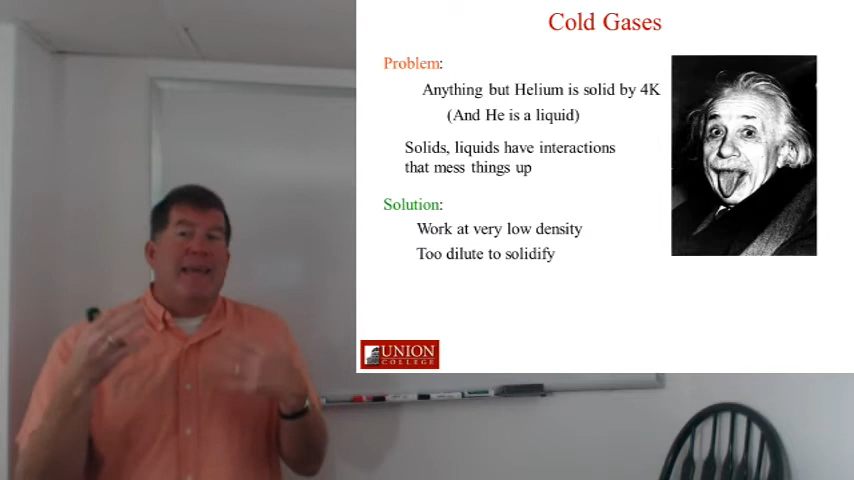 Cold Gases
Problem:
Anything but Helium is solid by 4K
(And He is a liquid)
Solids, liquids have interactions
that mess things up
Solution:
Work at very low density
Too dilute to solidify
UNION
COLLEGE